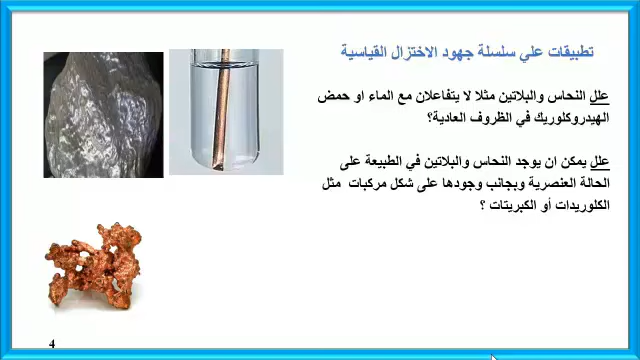 تطبيقات علي سلسلة جهود الاختزال القياسية
علل النحاس والبلاتين مثلا لا يتفاعلان مع الماء او حمض
الهيدروكلوريك في الظروف العادية؟
علل يمكن ان يوجد النحاس والبلاتين في الطبيعة على
الحالة العنصرية وبجانب وجودها على شكل مركبات مثل
الكلوريدات أو الكبريتات ؟
4